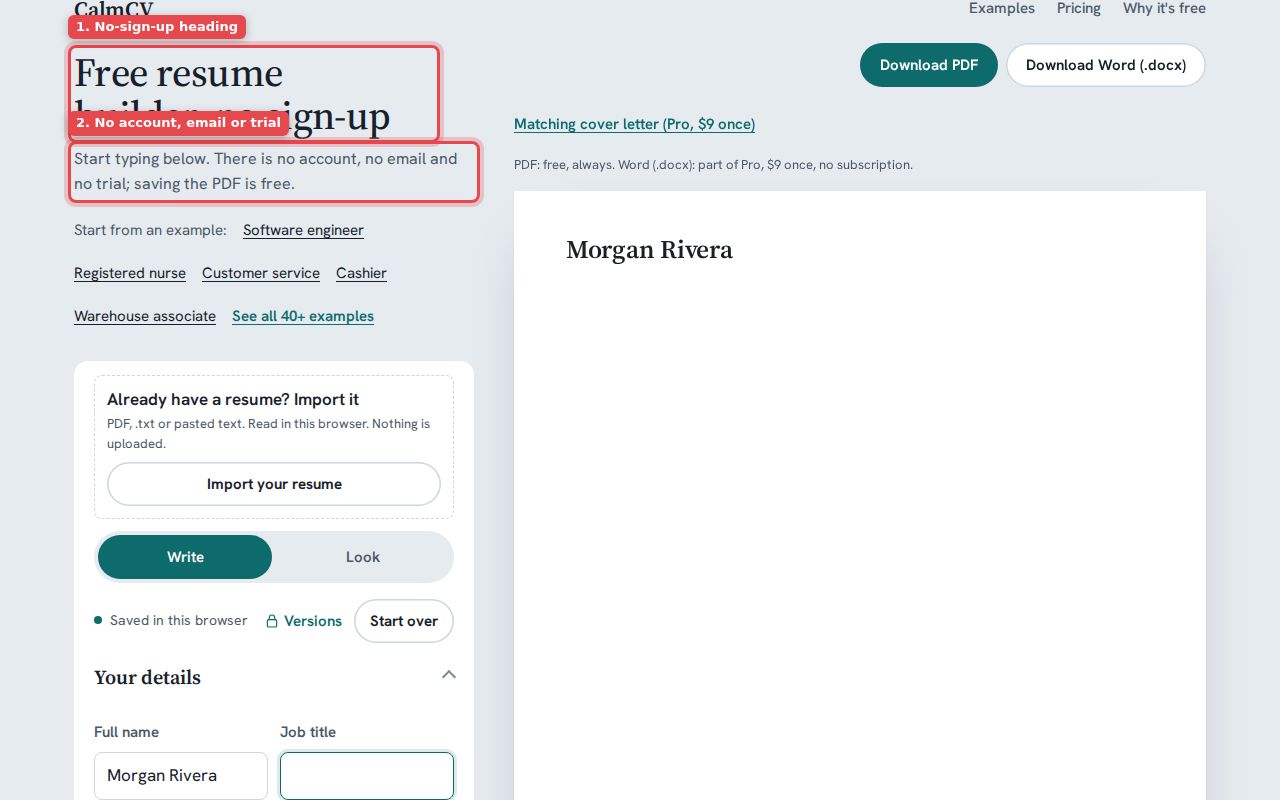 CalmCV
Examples Pricing Why it's free
1. No-sign-up heading
Free resume
sign-up
2. No account, email or trial
Start typing below. There is no account, no email and
no trial; saving the PDF is free.
Start from an example: Software engineer
Registered nurse Customer service Cashier
Warehouse associate See all 40+ examples
Already have a resume? Import it
PDF, .txt or pasted text. Read in this browser. Nothing is
uploaded.
Import your resume
Write Look
Saved in this browser Versions Start over
Your details
Full name Job title
Morgan Rivera
Download PDF Download Word (.docx)
Matching cover letter (Pro, $9 once)
PDF: free, always. Word (.docx): part of Pro, $9 once, no subscription.
Morgan Rivera